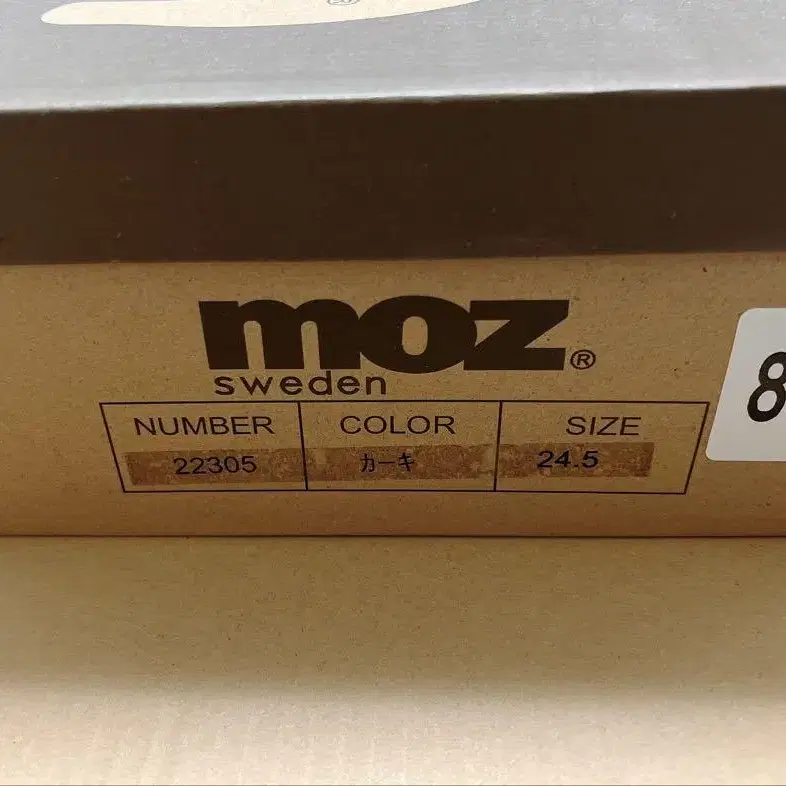 moz®
sweden
NUMBER COLOR SIZE
22305 カーキ 24.5
8